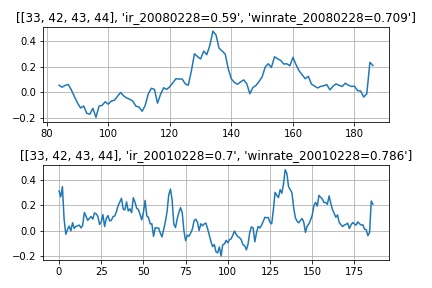 [[33, 42, 43, 44], 'ir_20080228=0.59', 'winrate_20080228=0.709']
0.4
0.2
0.0
−0.2
80 100 120 140 160 180
[[33, 42, 43, 44], 'ir_20010228=0.7', 'winrate_20010228=0.786']
0.4
0.2
0.0
−0.2
0 25 50 75 100 125 150 175